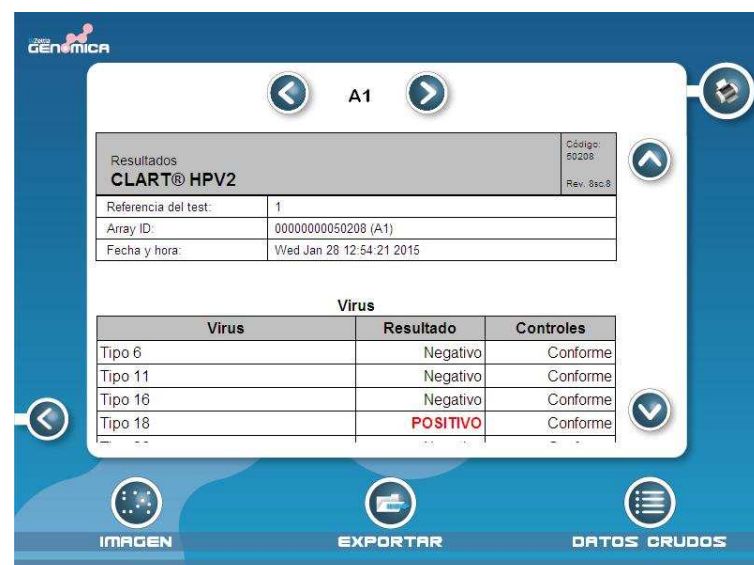 GENOMICA
A1
Resultados
CLART® HPV2
Código:
50208
Rev. 8sc.8
Referencia del test: 1
Array ID: 00000000050208 (A1)
Fecha y hora: Wed Jan 28 12:54:21 2015
Virus
Virus Resultado Controles
Tipo 6 Negativo Conforme
Tipo 11 Negativo Conforme
Tipo 16 Negativo Conforme
Tipo 18 POSITIVO Conforme
IMAGEN EXPORTAR DATOS CRUDOS